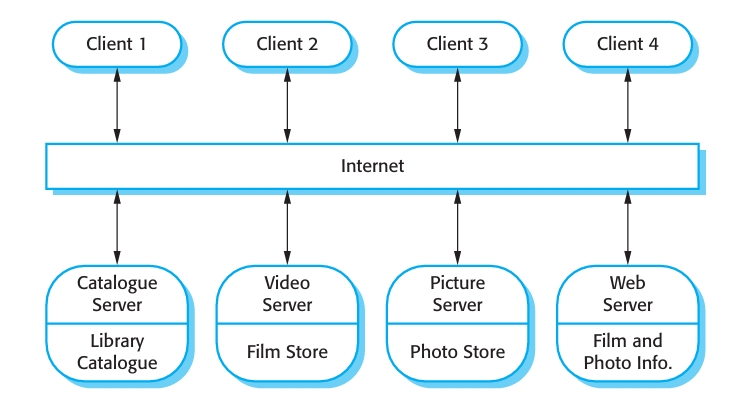 Client 1
Client 2
Client 3
Client 4
Internet
Catalogue
Server
Library
Catalogue
Video
Server
Film Store
Picture
Server
Photo Store
Web
Server
Film and
Photo Info.